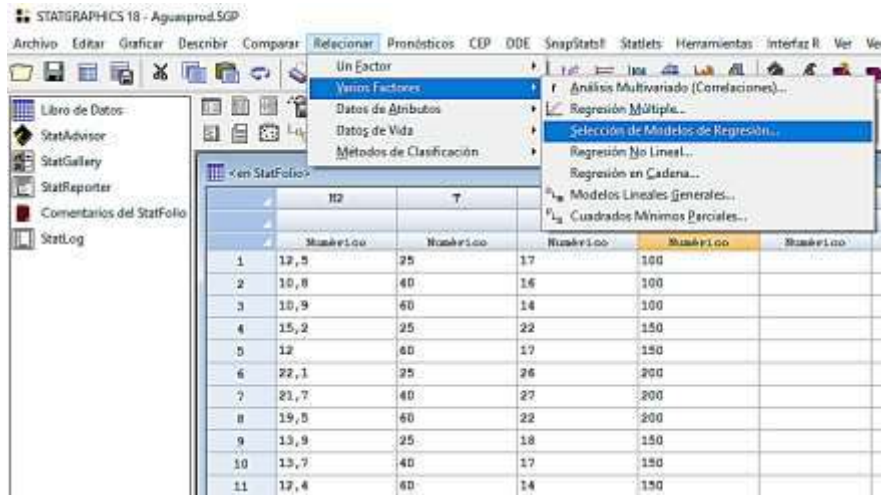 STATGRAPHICS 18 - Aguasprod.SGP
Archivo Editar Graficar Describir Comparar Relacionar Pronósticos CEP DDE SnapStats!! Statlets Herramientas Interfaz R Ver
Un Factor
Varios Factores
Datos de Atributos
Datos de Vida
Métodos de Clasificación
Análisis Multivariado (Correlaciones)...
Regresión Múltiple...
Selección de Modelos de Regresión...
Regresión No Lineal...
Regresión en Cadena...
Modelos Lineales Generales...
Cuadrados Mínimos Parciales...
Libro de Datos
StatAdvisor
StatGallery
StatReporter
Comentarios del StatFolio
StatLog
<en StatFolio>
H2 T
Numérico Numérico Numérico Numérico Numérico
1 12,5 25 17 100
2 10,8 40 16 100
3 10,9 60 14 100
4 15,2 25 22 150
5 12 60 17 150
6 22,1 25 26 200
7 21,7 40 27 200
8 19,5 60 22 200
9 13,9 25 18 150
10 13,7 40 17 150
11 12,4 60 14 150